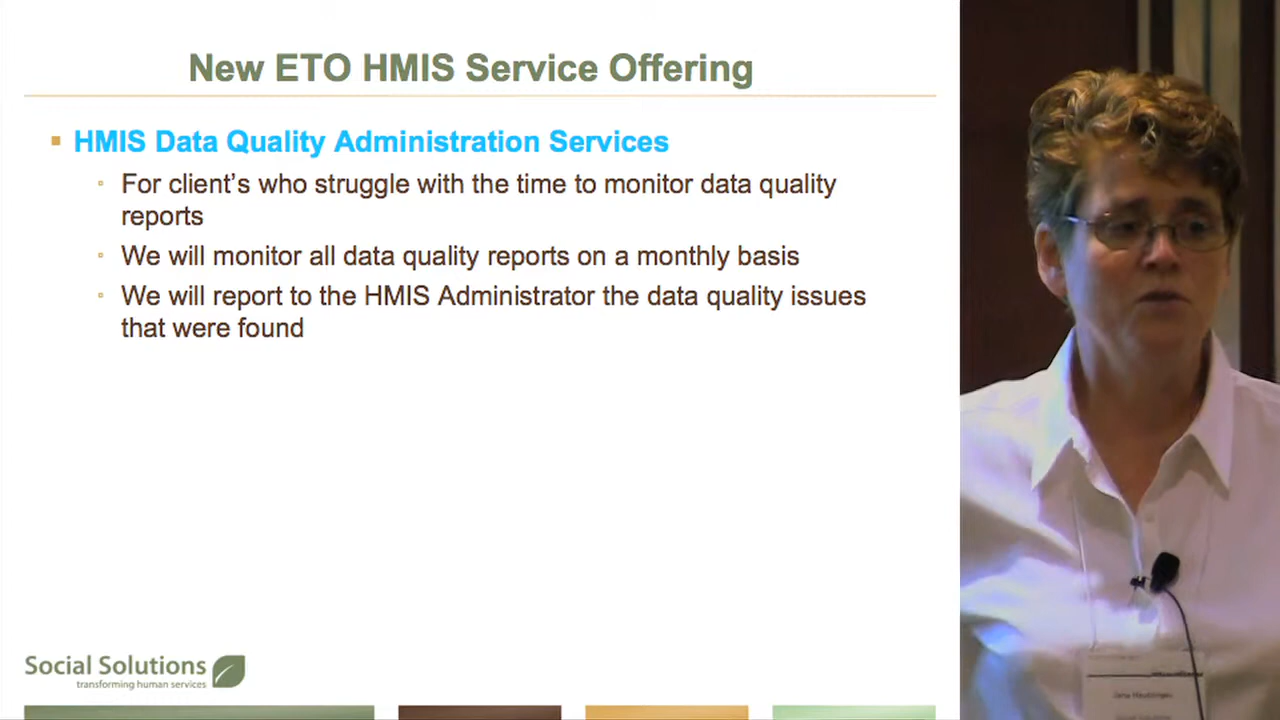 New ETO HMIS Service Offering
HMIS Data Quality Administration Services
For client's who struggle with the time to monitor data quality
reports
We will monitor all data quality reports on a monthly basis
We will report to the HMIS Administrator the data quality issues
that were found
Social Solutions
transforming human services